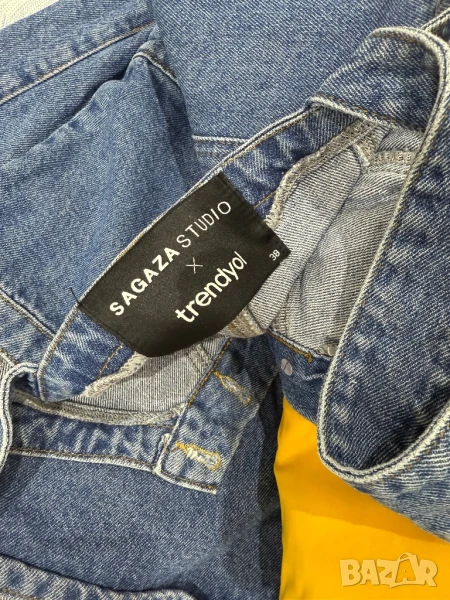 SAGAZA STUDIO
×
trendyol
38
BAZAR